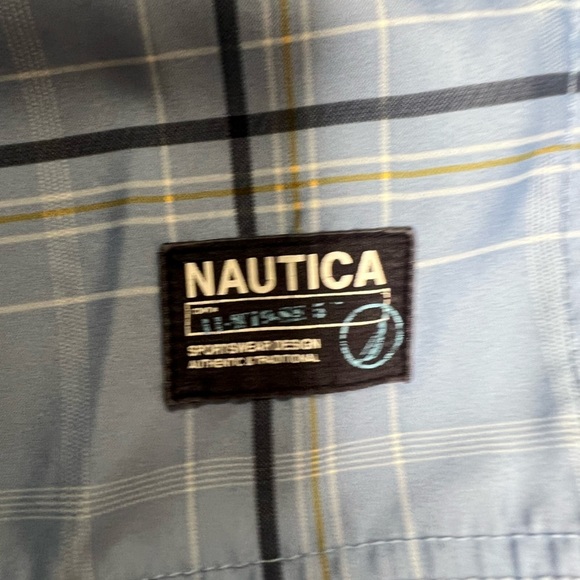 NAUTICA
SPORTSWEAR DESIGN
AUTHENTIC & TRADITIONAL